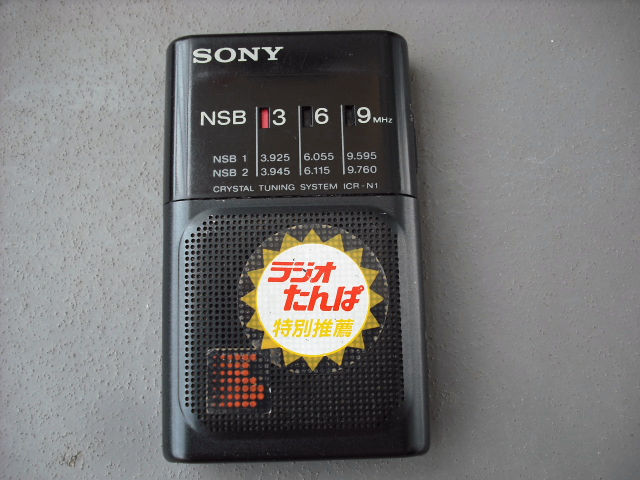 SONY
NSB 3 6 9 MHz
NSB 1 3.925 6.055 9.595
NSB 2 3.945 6.115 9.760
CRYSTAL TUNING SYSTEM ICR-N1
ラジオ
たんぱ
特別推薦